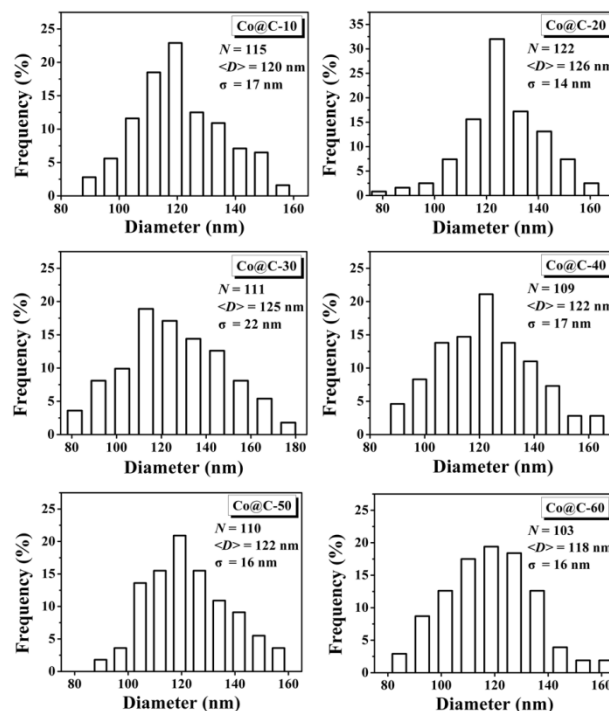 Co@C-10
N = 115
<D> = 120 nm
σ = 17 nm
Frequency (%)
25
20
15
10
5
0
80 100 120 140 160
Diameter (nm)
Co@C-20
N = 122
<D> = 126 nm
σ = 14 nm
Frequency (%)
35
30
25
20
15
10
5
0
80 100 120 140 160
Diameter (nm)
Co@C-30
N = 111
<D> = 125 nm
σ = 22 nm
Frequency (%)
25
20
15
10
5
0
80 100 120 140 160 180
Diameter (nm)
Co@C-40
N = 109
<D> = 122 nm
σ = 17 nm
Frequency (%)
25
20
15
10
5
0
80 100 120 140 160
Diameter (nm)
Co@C-50
N = 110
<D> = 122 nm
σ = 16 nm
Frequency (%)
25
20
15
10
5
0
80 100 120 140 160
Diameter (nm)
Co@C-60
N = 103
<D> = 118 nm
σ = 16 nm
Frequency (%)
25
20
15
10
5
0
80 100 120 140 160
Diameter (nm)